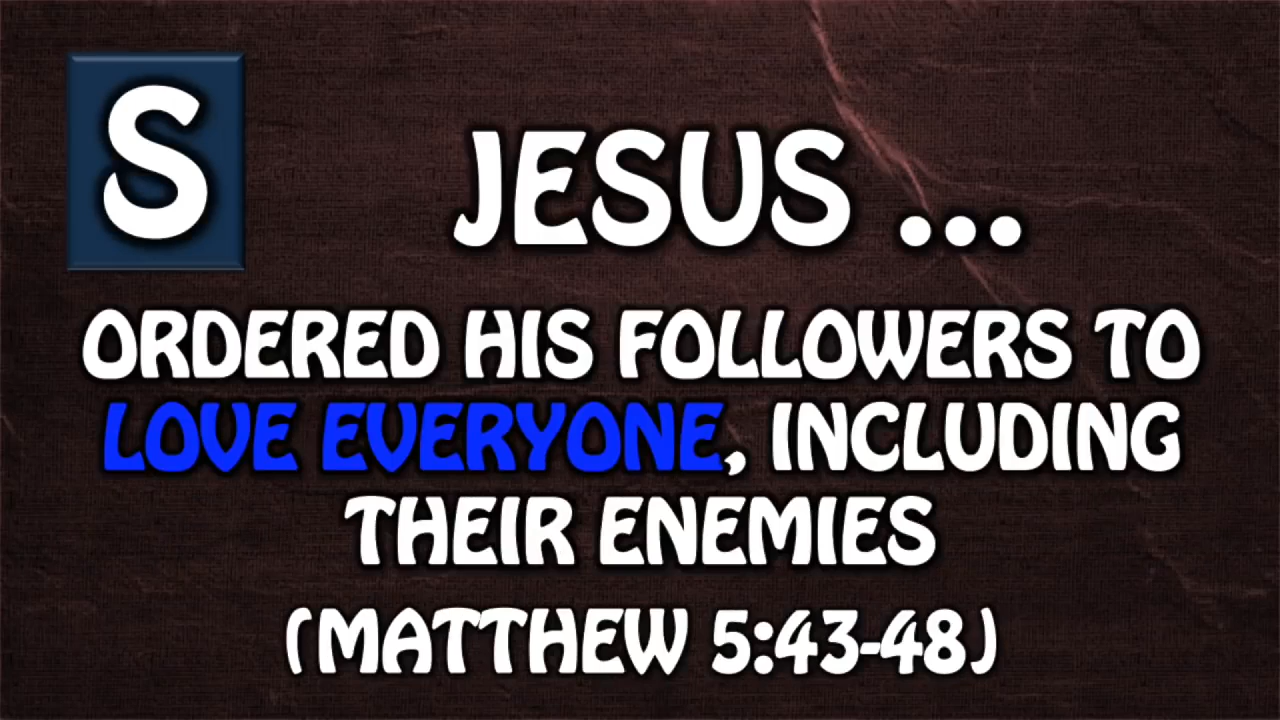 S
JESUS ...
ORDERED HIS FOLLOWERS TO
LOVE EVERYONE, INCLUDING
THEIR ENEMIES
(MATTHEW 5:43-48)